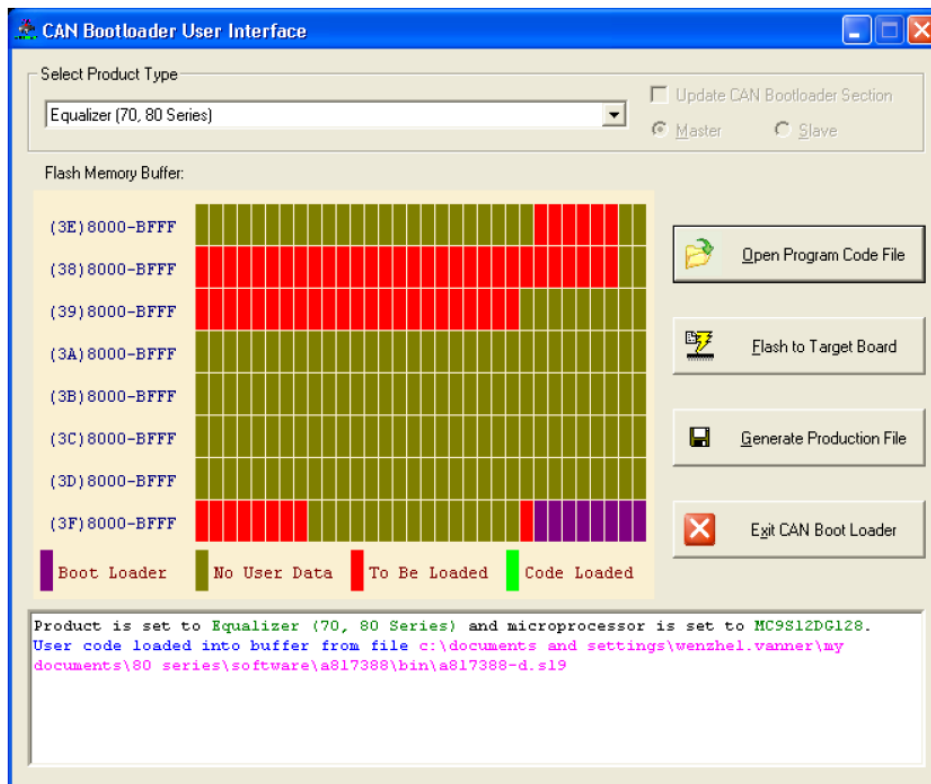 CAN Bootloader User Interface
Select Product Type
Equalizer (70, 80 Series)
Update CAN Bootloader Section
Master
Slave
Flash Memory Buffer:
(3E)8000-BFFF
(38)8000-BFFF
(39)8000-BFFF
(3A)8000-BFFF
(3B)8000-BFFF
(3C)8000-BFFF
(3D)8000-BFFF
(3F)8000-BFFF
Boot Loader
No User Data
To Be Loaded
Code Loaded
Open Program Code File
Flash to Target Board
Generate Production File
Exit CAN Boot Loader
Product is set to Equalizer (70, 80 Series) and microprocessor is set to MC9S12DG128.
User code loaded into buffer from file c:\documents and settings\wenzhel.vanner\my
documents\80 series\software\a817388\bin\a817388-d.s19